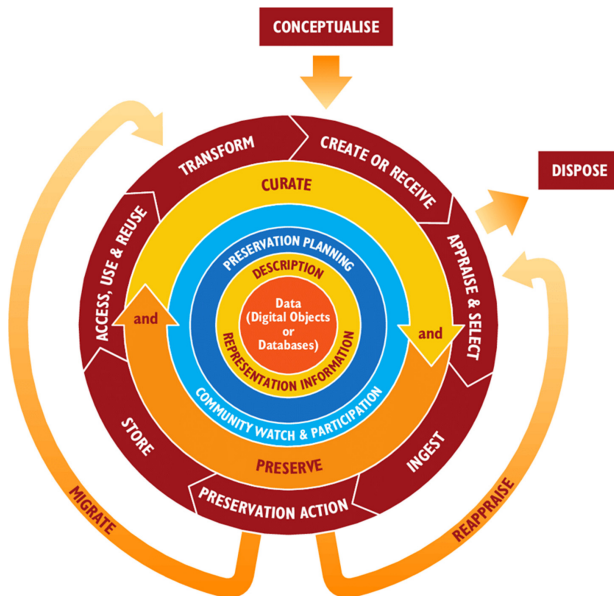 CONCEPTUALISE
DISPOSE
TRANSFORM
CREATE OR RECEIVE
APPRAISE & SELECT
INGEST
PRESERVATION ACTION
STORE
ACCESS, USE & REUSE
CURATE
and
PRESERVE
and
COMMUNITY WATCH & PARTICIPATION
PRESERVATION PLANNING
DESCRIPTION
REPRESENTATION INFORMATION
Data
(Digital Objects
or
Databases)
MIGRATE
REAPPRAISE